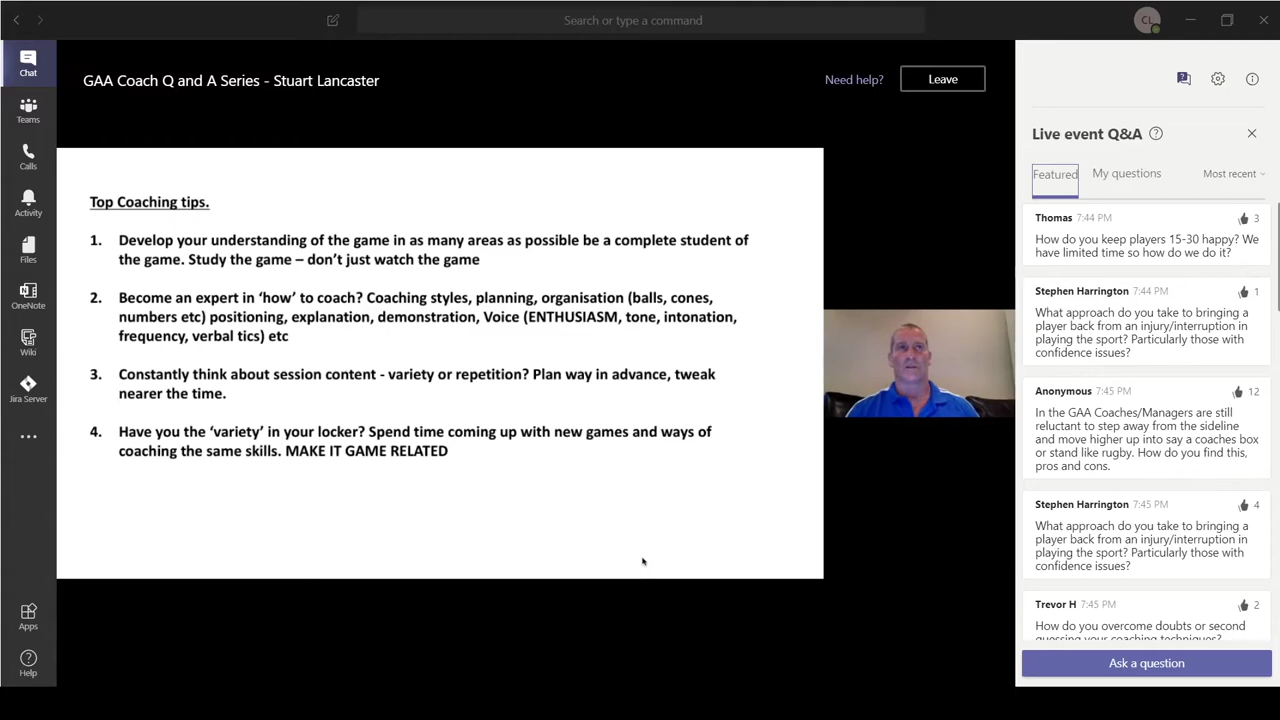 Search or type a command
CL
Chat
Teams
Calls
Activity
Files
OneNote
Wiki
Jira Server
Apps
Help
GAA Coach Q and A Series - Stuart Lancaster
Need help?
Leave
Top Coaching tips.
1. Develop your understanding of the game in as many areas as possible be a complete student of
the game. Study the game – don't just watch the game
2. Become an expert in 'how' to coach? Coaching styles, planning, organisation (balls, cones,
numbers etc) positioning, explanation, demonstration, Voice (ENTHUSIASM, tone, intonation,
frequency, verbal tics) etc
3. Constantly think about session content - variety or repetition? Plan way in advance, tweak
nearer the time.
4. Have you the 'variety' in your locker? Spend time coming up with new games and ways of
coaching the same skills. MAKE IT GAME RELATED
Live event Q&A
Featured
My questions
Most recent
Thomas 7:44 PM 3
How do you keep players 15-30 happy? We
have limited time so how do we do it?
Stephen Harrington 7:44 PM 1
What approach do you take to bringing a
player back from an injury/interruption in
playing the sport? Particularly those with
confidence issues?
Anonymous 7:45 PM 12
In the GAA Coaches/Managers are still
reluctant to step away from the sideline
and move higher up into say a coaches box
or stand like rugby. How do you find this,
pros and cons.
Stephen Harrington 7:45 PM 4
What approach do you take to bringing a
player back from an injury/interruption in
playing the sport? Particularly those with
confidence issues?
Trevor H 7:45 PM 2
How do you overcome doubts or second
guessing your coaching techniques?
Ask a question